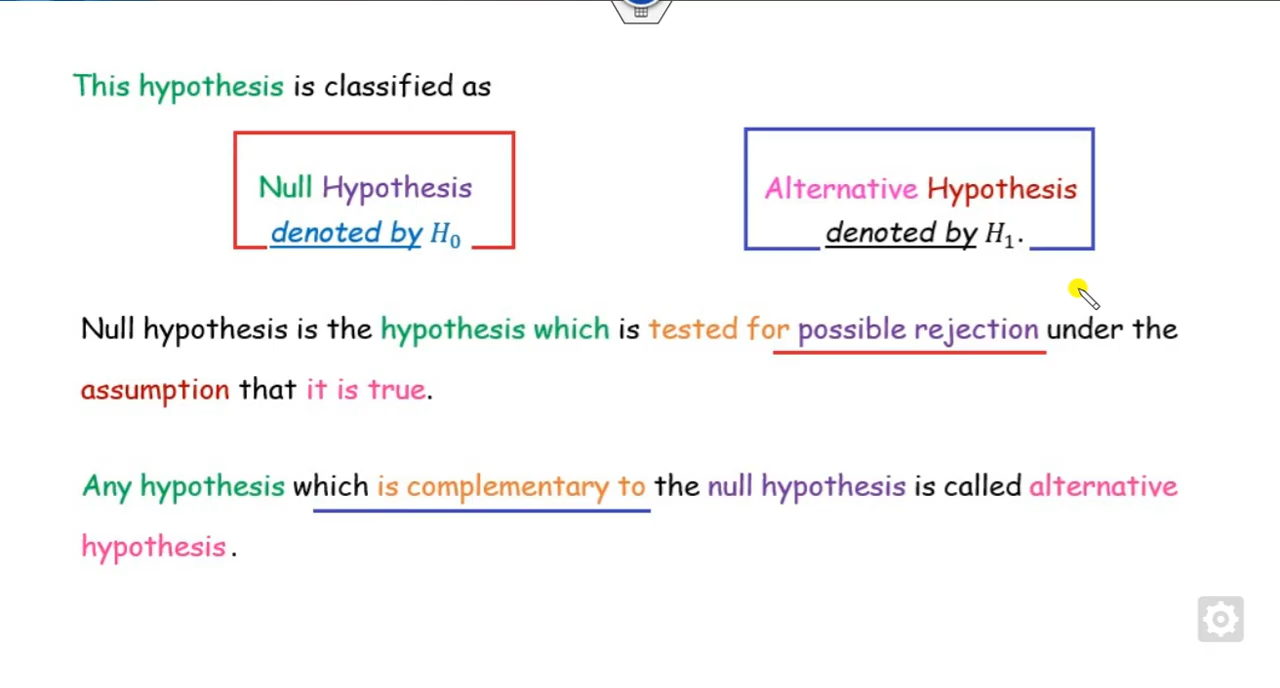 This hypothesis is classified as
Null Hypothesis
denoted by H₀
Alternative Hypothesis
denoted by H₁.
Null hypothesis is the hypothesis which is tested for possible rejection under the
assumption that it is true.
Any hypothesis which is complementary to the null hypothesis is called alternative
hypothesis.